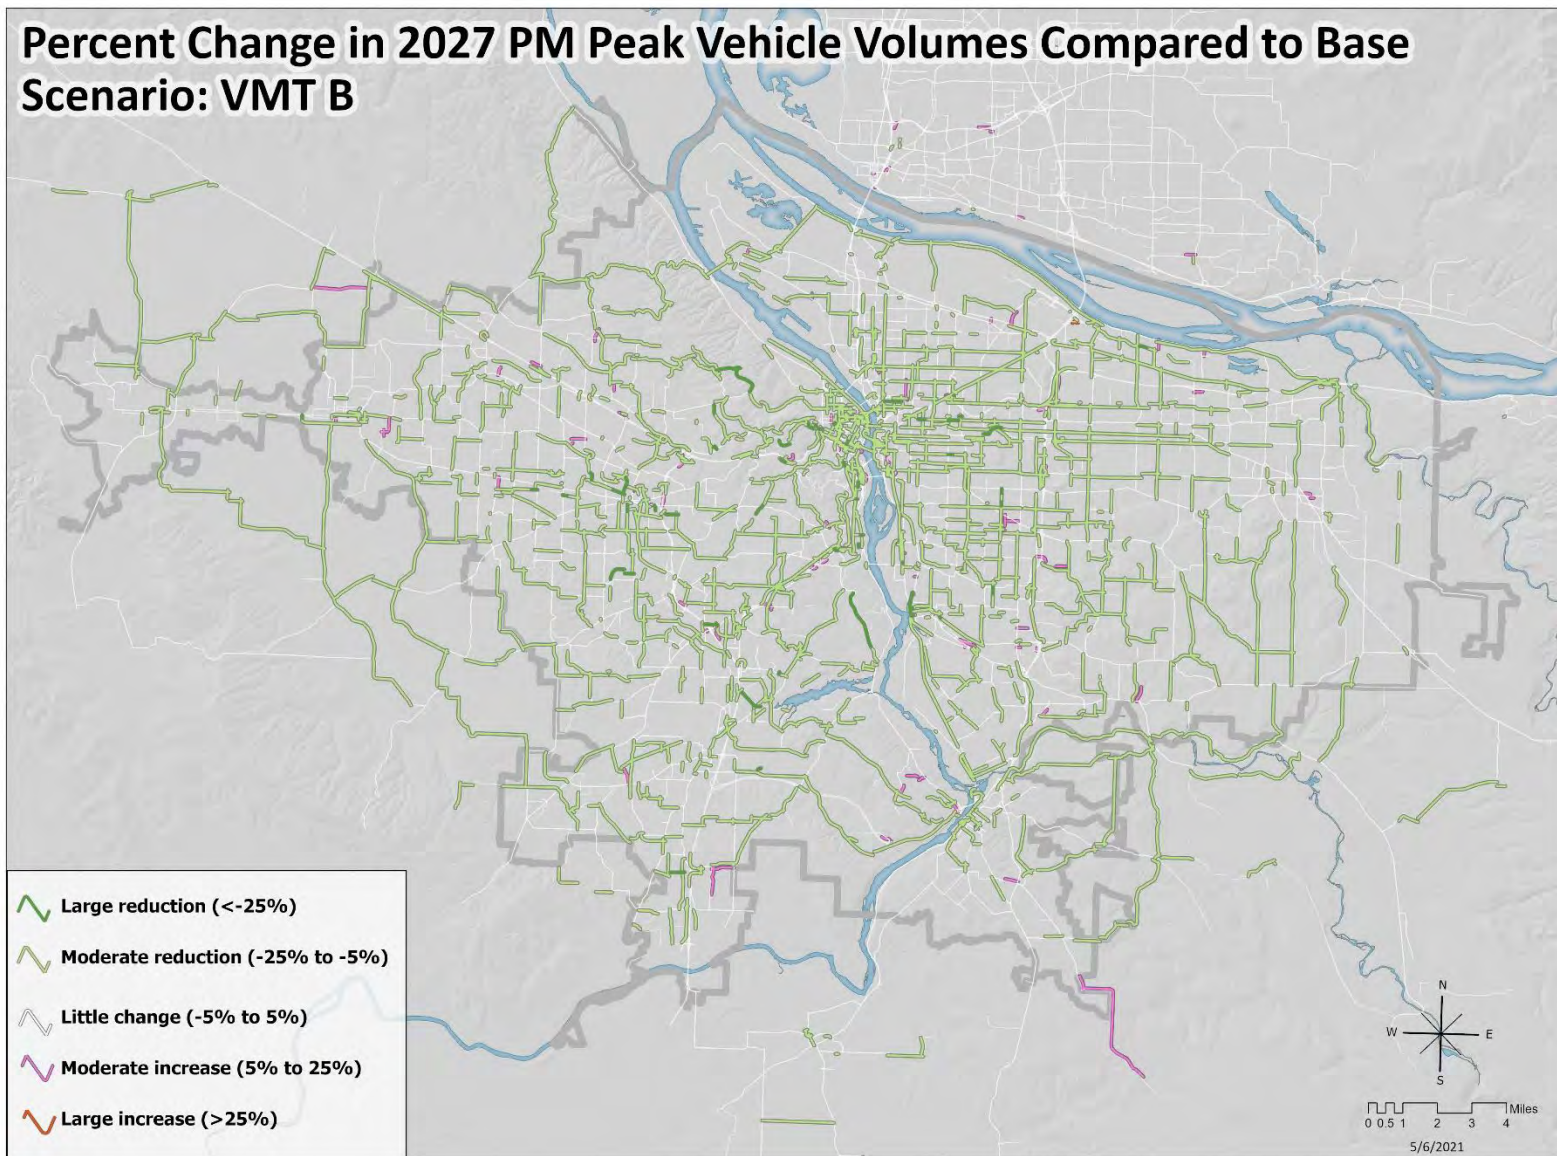 Percent Change in 2027 PM Peak Vehicle Volumes Compared to Base
Scenario: VMT B
Large reduction (<-25%)
Moderate reduction (-25% to -5%)
Little change (-5% to 5%)
Moderate increase (5% to 25%)
Large increase (>25%)
N
W
E
S
Miles
0 0.5 1 2 3 4
5/6/2021